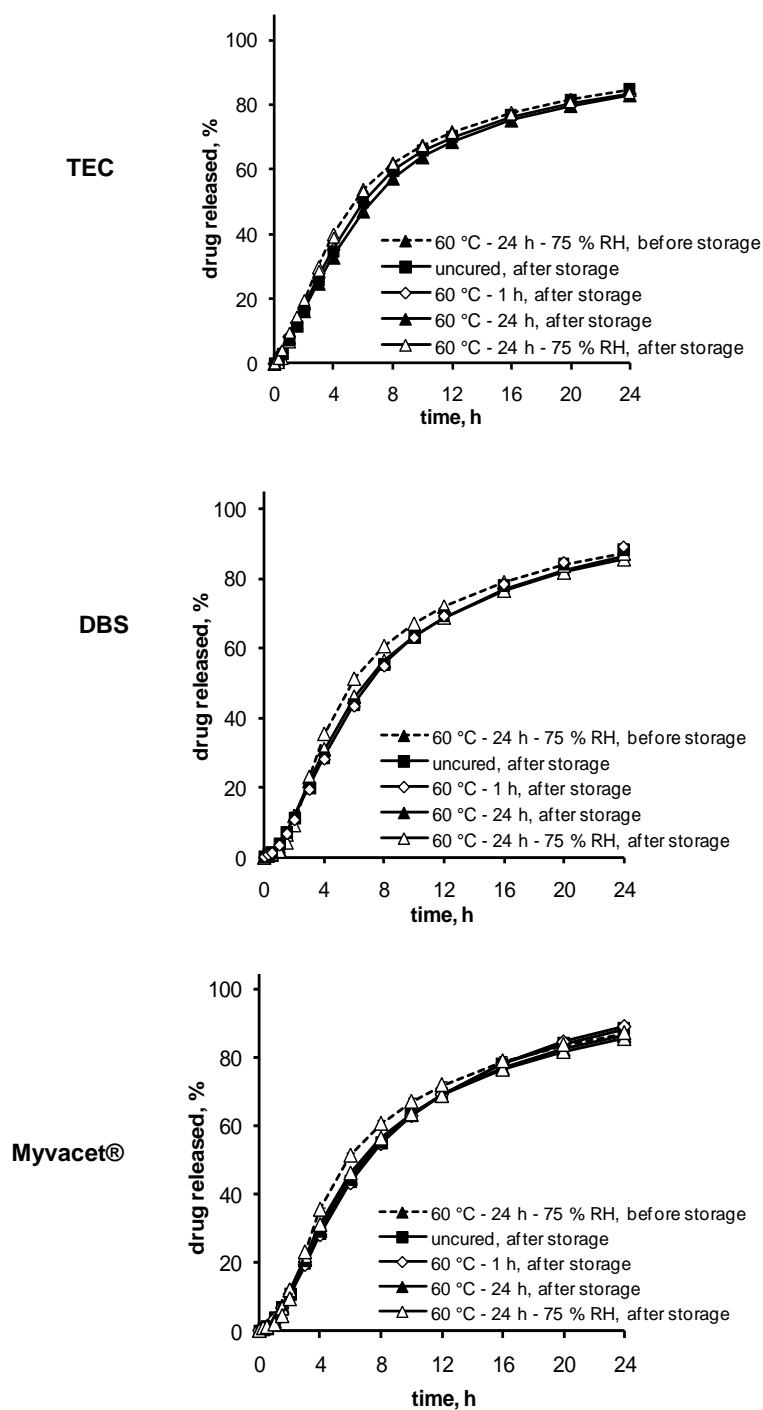 TEC
drug released, %
100
80
60
40
20
0
60 °C - 24 h - 75 % RH, before storage
uncured, after storage
60 °C - 1 h, after storage
60 °C - 24 h, after storage
60 °C - 24 h - 75 % RH, after storage
0 4 8 12 16 20 24
time, h
DBS
drug released, %
100
80
60
40
20
0
60 °C - 24 h - 75 % RH, before storage
uncured, after storage
60 °C - 1 h, after storage
60 °C - 24 h, after storage
60 °C - 24 h - 75 % RH, after storage
0 4 8 12 16 20 24
time, h
Myvacet®
drug released, %
100
80
60
40
20
0
60 °C - 24 h - 75 % RH, before storage
uncured, after storage
60 °C - 1 h, after storage
60 °C - 24 h, after storage
60 °C - 24 h - 75 % RH, after storage
0 4 8 12 16 20 24
time, h